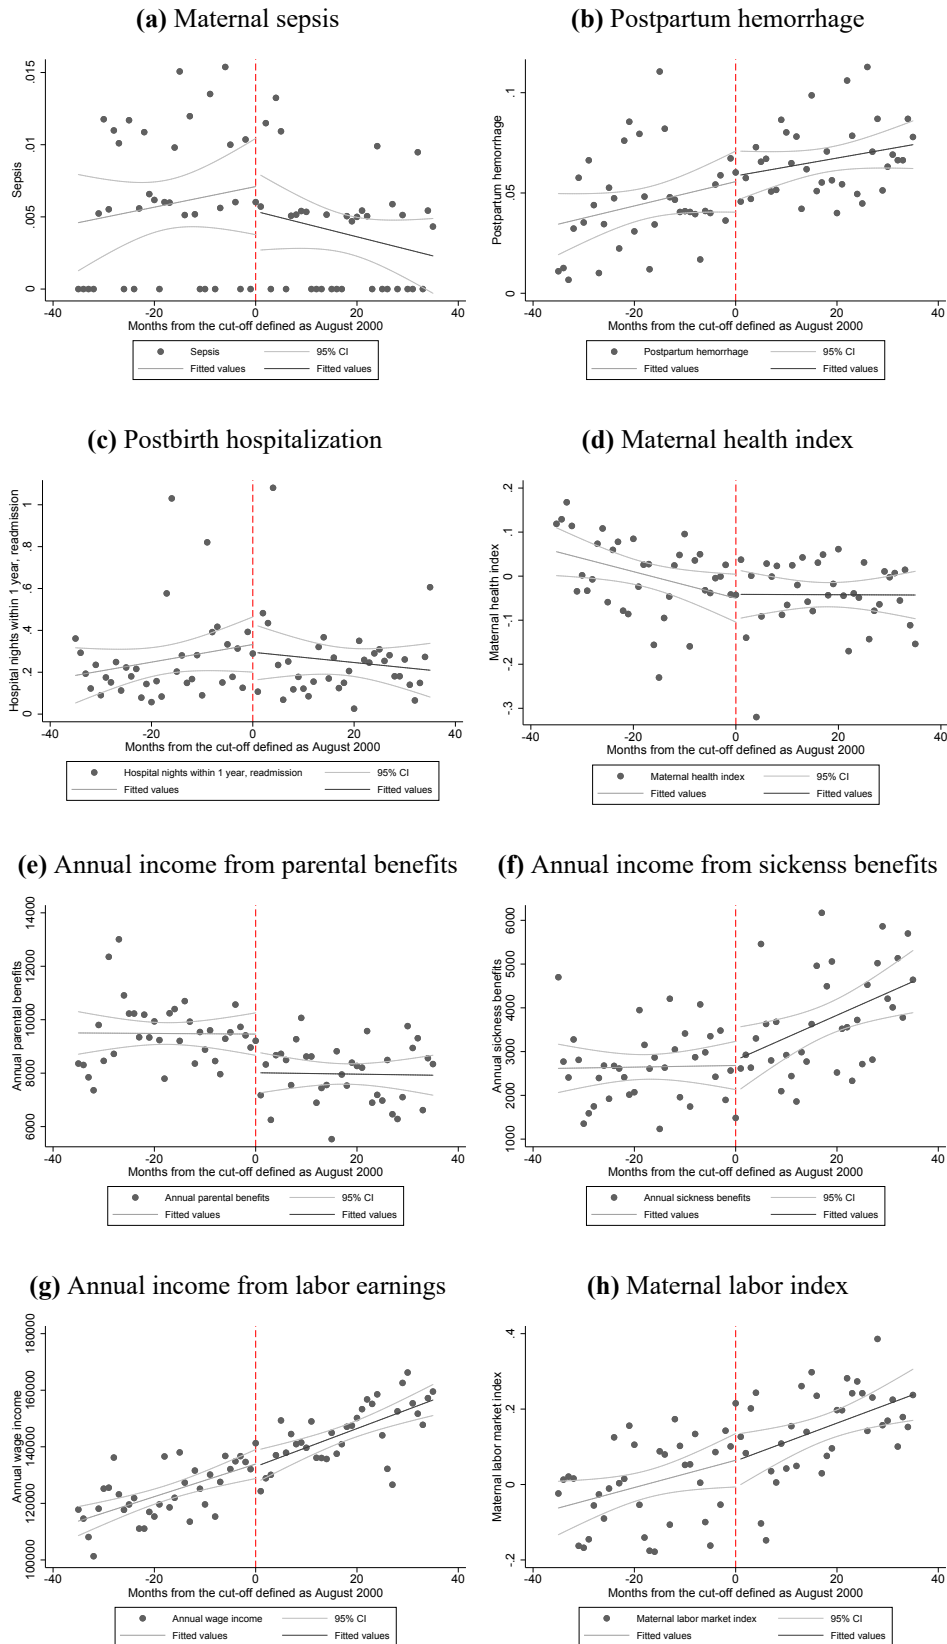 (a) Maternal sepsis
Sepsis
.015
.01
.005
0
-40 -20 0 20 40
Months from the cut-off defined as August 2000
Sepsis 95% CI
Fitted values Fitted values
(b) Postpartum hemorrhage
Postpartum hemorrhage
.1
.05
0
-40 -20 0 20 40
Months from the cut-off defined as August 2000
Postpartum hemorrhage 95% CI
Fitted values Fitted values
(c) Postbirth hospitalization
Hospital nights within 1 year, readmission
1
.8
.6
.4
.2
0
-40 -20 0 20 40
Months from the cut-off defined as August 2000
Hospital nights within 1 year, readmission 95% CI
Fitted values Fitted values
(d) Maternal health index
Maternal health index
.2
.1
0
-.1
-.2
-.3
-40 -20 0 20 40
Months from the cut-off defined as August 2000
Maternal health index 95% CI
Fitted values Fitted values
(e) Annual income from parental benefits
Annual parental benefits
14000
12000
10000
8000
6000
-40 -20 0 20 40
Months from the cut-off defined as August 2000
Annual parental benefits 95% CI
Fitted values Fitted values
(f) Annual income from sickenss benefits
Annual sickness benefits
6000
5000
4000
3000
2000
1000
-40 -20 0 20 40
Months from the cut-off defined as August 2000
Annual sickness benefits 95% CI
Fitted values Fitted values
(g) Annual income from labor earnings
Annual wage income
180000
160000
140000
120000
100000
-40 -20 0 20 40
Months from the cut-off defined as August 2000
Annual wage income 95% CI
Fitted values Fitted values
(h) Maternal labor index
Maternal labor market index
.4
.2
0
-.2
-40 -20 0 20 40
Months from the cut-off defined as August 2000
Maternal labor market index 95% CI
Fitted values Fitted values